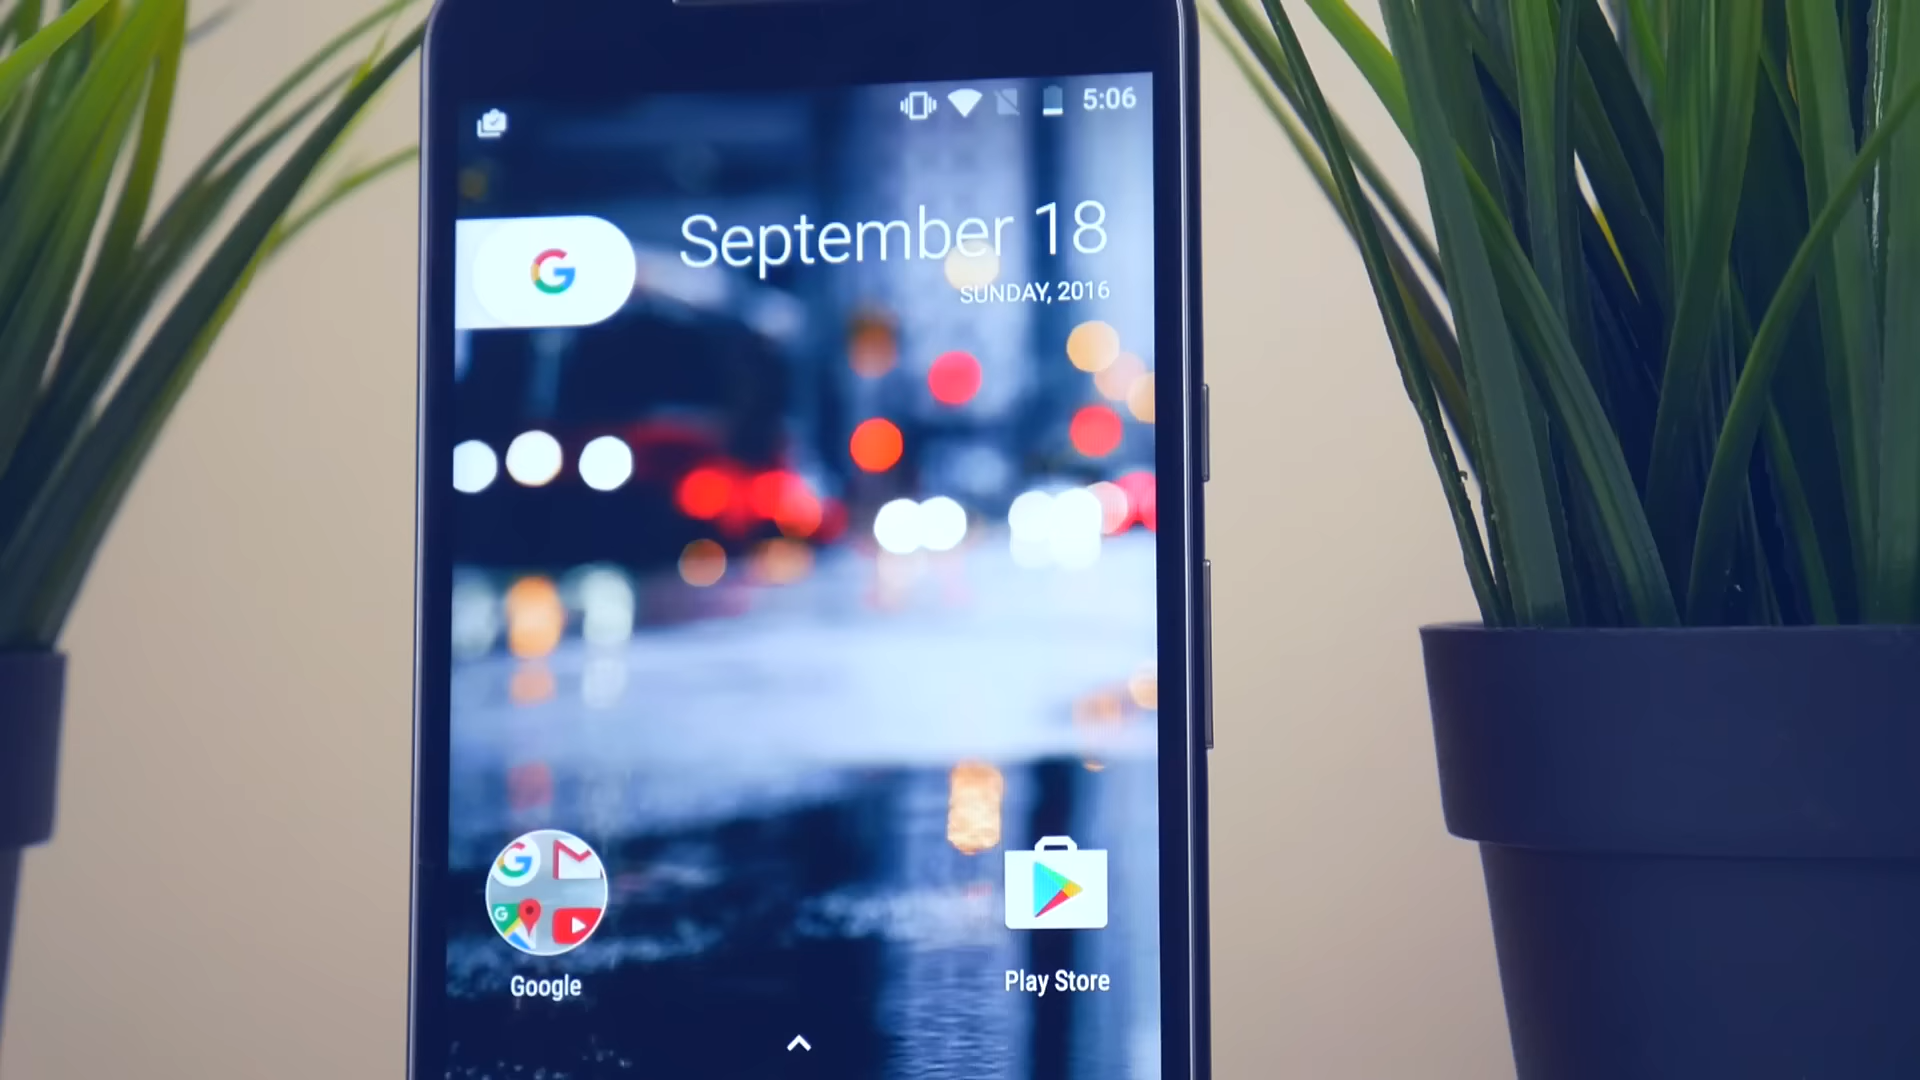 5:06
G
September 18
SUNDAY, 2016
G
G
Google
Play Store